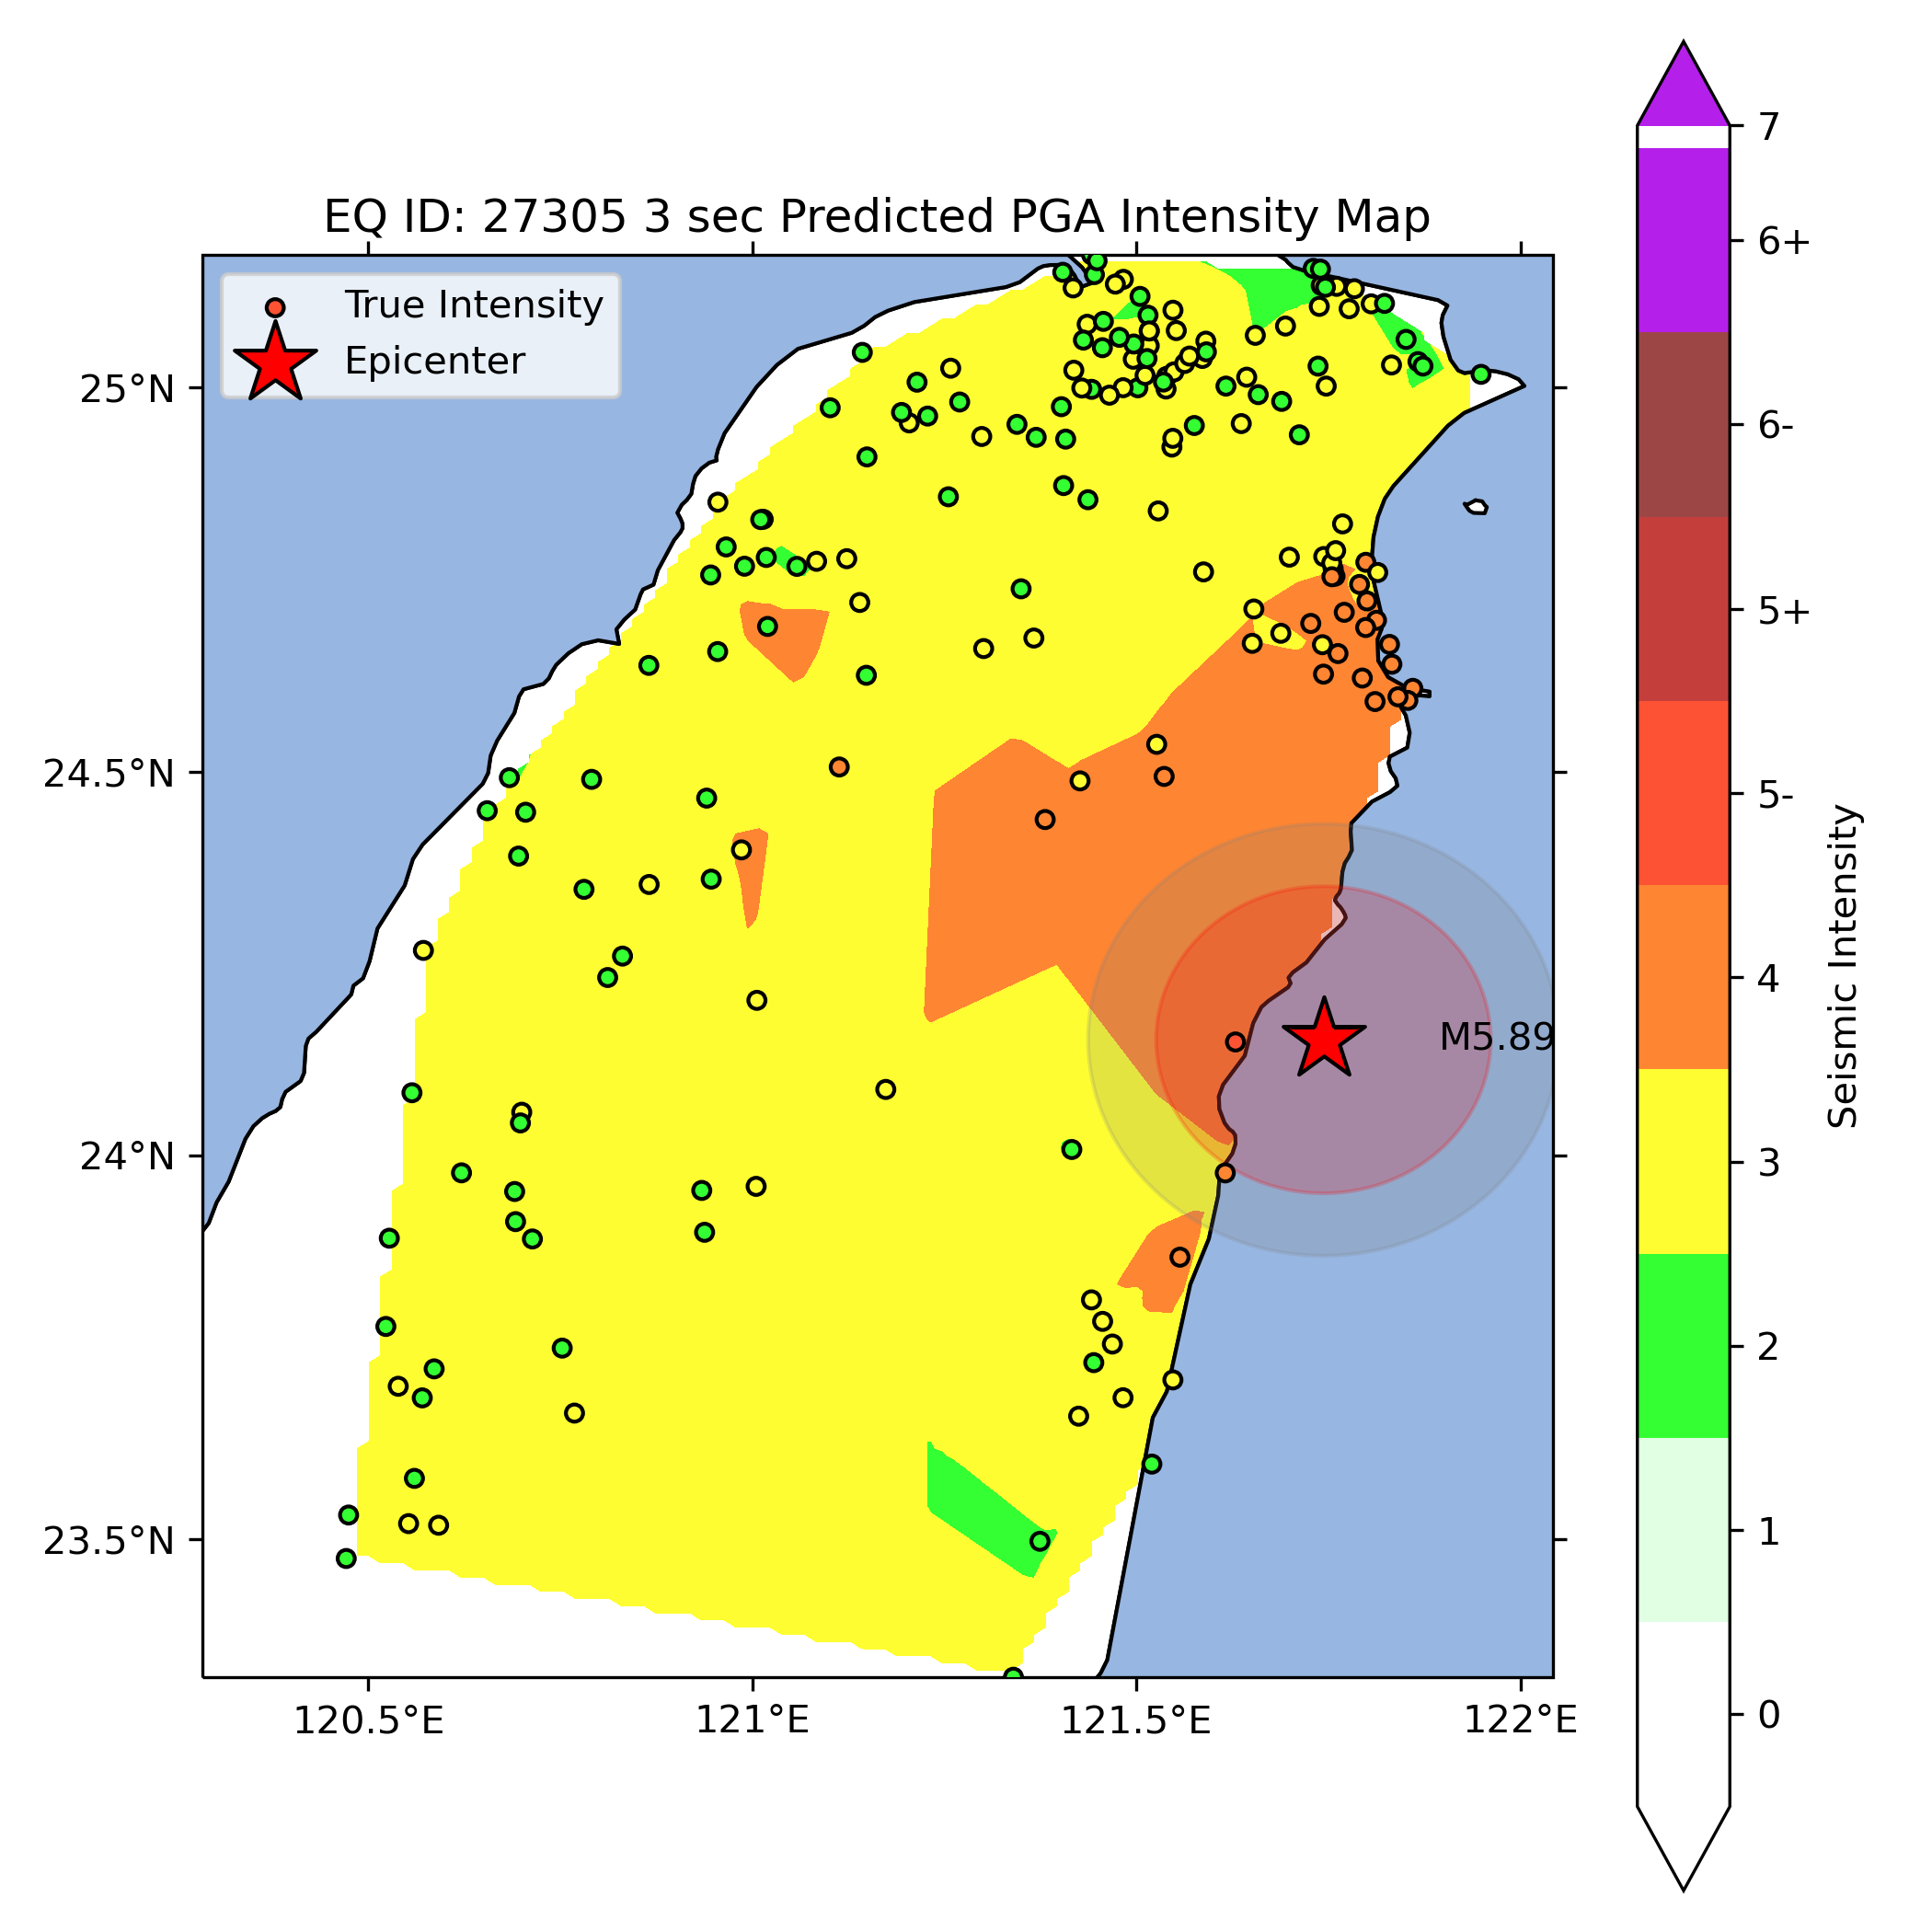 EQ ID: 27305 3 sec Predicted PGA Intensity Map
True Intensity
Epicenter
25°N
24.5°N
24°N
23.5°N
120.5°E
121°E
121.5°E
122°E
M5.89
7
6+
6-
5+
5-
4
3
2
1
0
Seismic Intensity